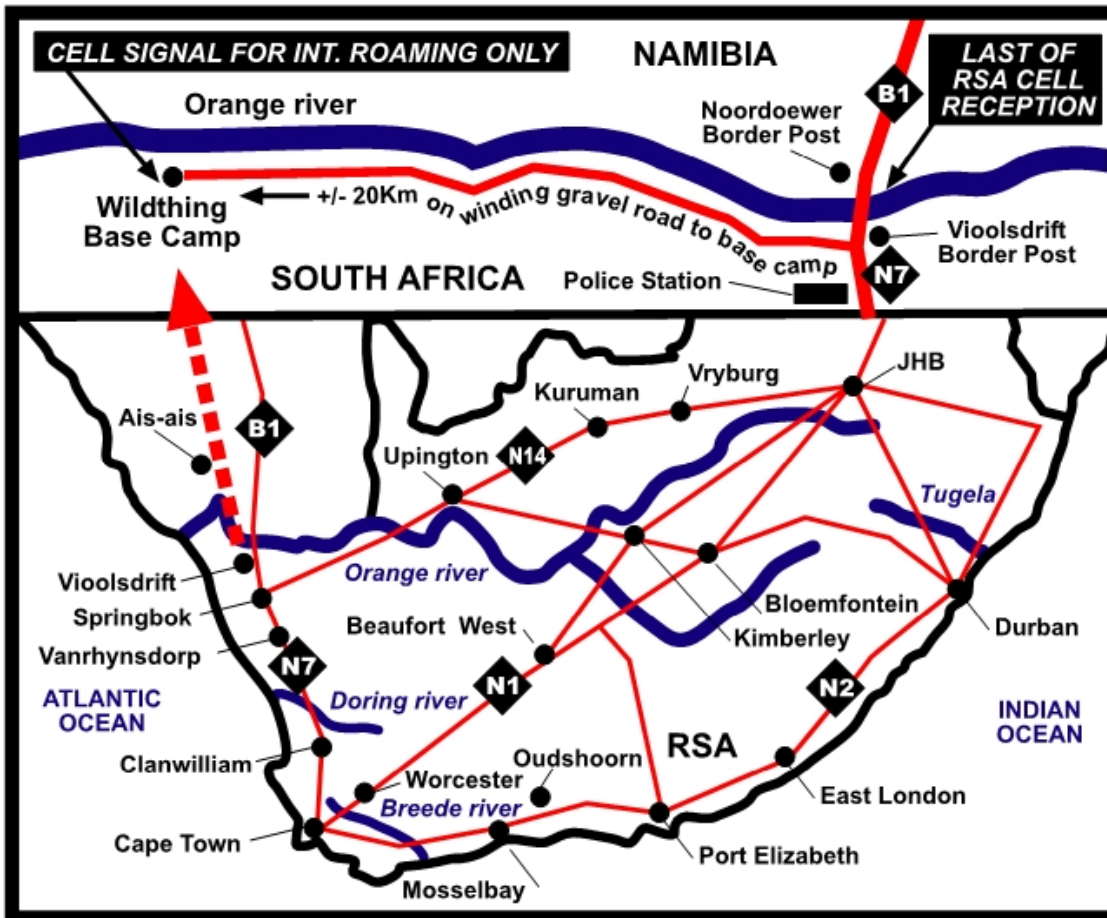 CELL SIGNAL FOR INT. ROAMING ONLY
NAMIBIA
LAST OF
RSA CELL
RECEPTION
B1
Orange river
Noordoewer
Border Post
Wildthing
Base Camp
+/- 20Km on winding gravel road to base camp
Vioolsdrift
Border Post
SOUTH AFRICA
Police Station
N7
JHB
Vryburg
Kuruman
Ais-ais
B1
N14
Upington
Tugela
Orange river
Vioolsdrift
Springbok
Bloemfontein
Beaufort West
Kimberley
Durban
Vanrhynsdorp
N7
N1
N2
ATLANTIC
OCEAN
Doring river
INDIAN
OCEAN
RSA
Clanwilliam
Oudshoorn
Worcester
East London
Breede river
Cape Town
Port Elizabeth
Mosselbay